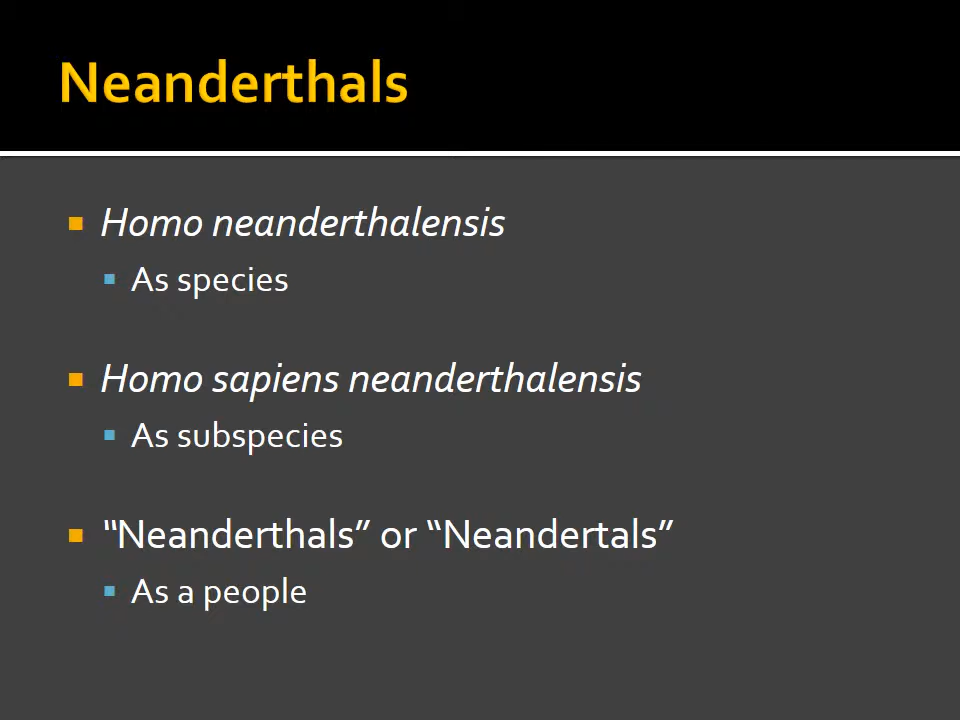 Neanderthals
Homo neanderthalensis
As species
Homo sapiens neanderthalensis
As subspecies
“Neanderthals” or “Neandertals”
As a people